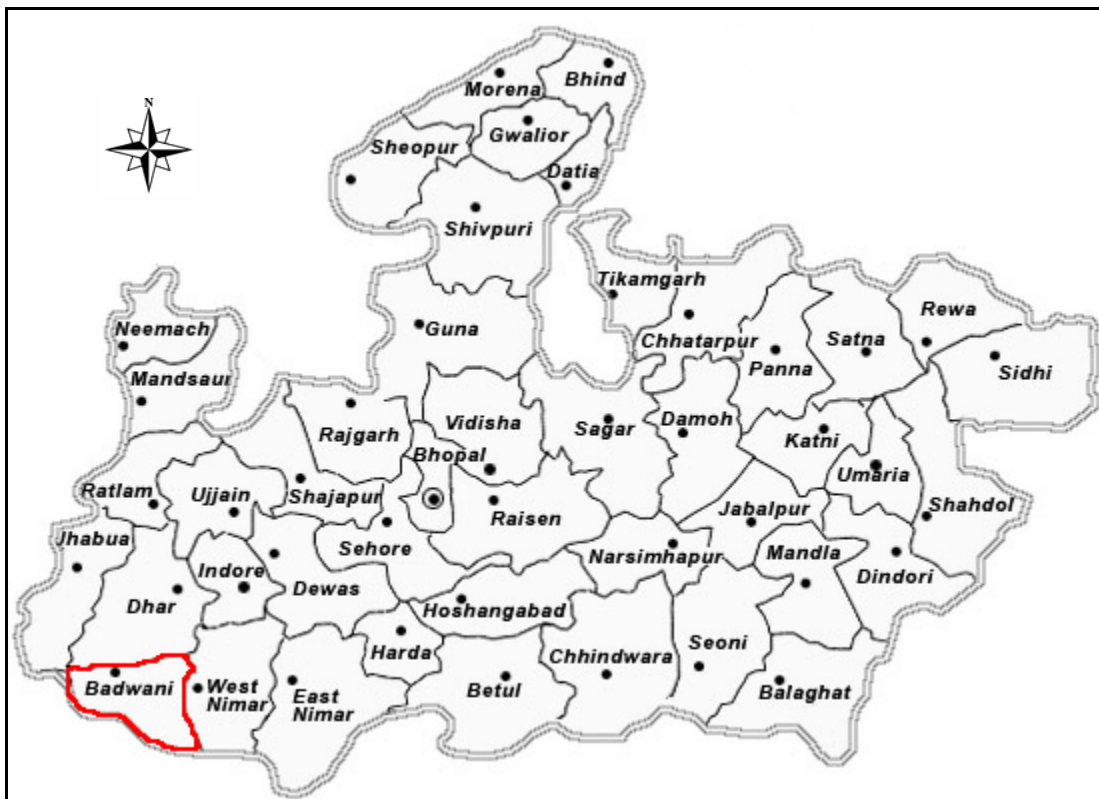 N
Morena
Bhind
Gwalior
Sheopur
Datia
Shivpuri
Tikamgarh
Neemach
Guna
Rewa
Chhatarpur
Satna
Panna
Sidhi
Mandsaur
Vidisha
Rajgarh
Sagar
Damoh
Katni
Bhopal
Umaria
Ratlam
Ujjain
Shajapur
Raisen
Jabalpur
Shahdol
Jhabua
Sehore
Narsimhapur
Mandla
Indore
Dhar
Dewas
Dindori
Hoshangabad
Harda
Seoni
Chhindwara
Badwani
West
Nimar
East
Nimar
Betul
Balaghat